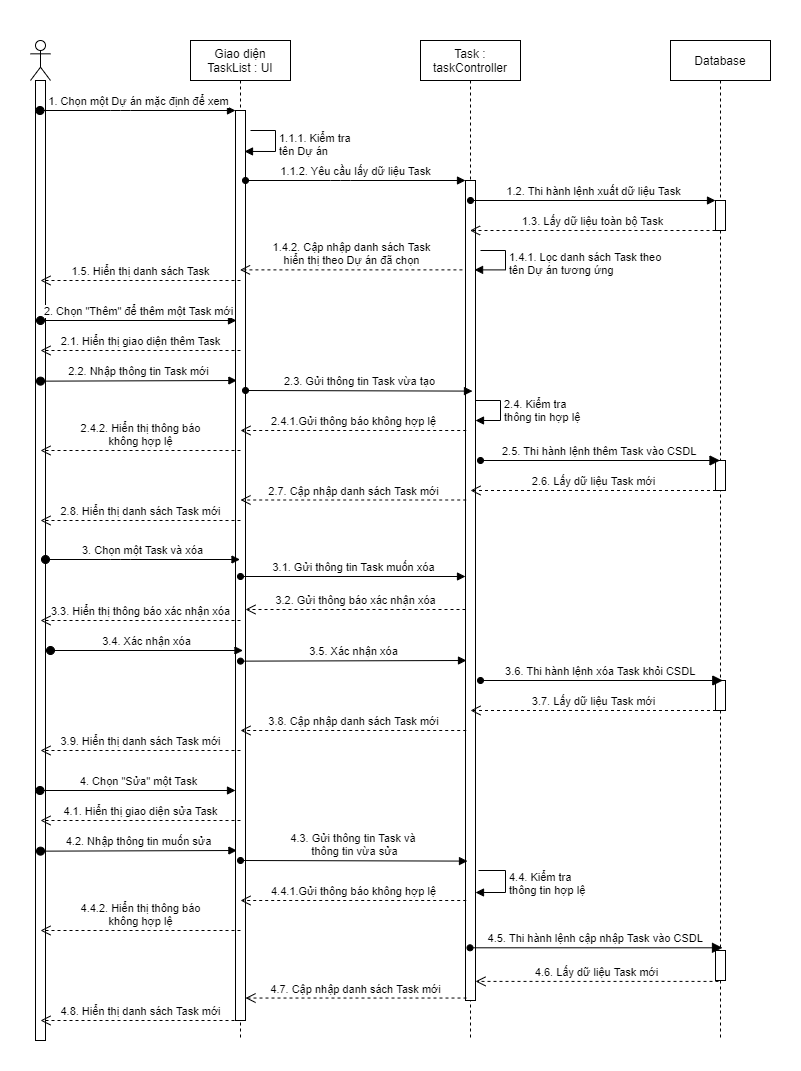 Giao diện
TaskList : UI
Task :
taskController
Database
1. Chọn một Dự án mặc định để xem
1.1.1. Kiểm tra
tên Dự án
1.1.2. Yêu cầu lấy dữ liệu Task
1.2. Thi hành lệnh xuất dữ liệu Task
1.3. Lấy dữ liệu toàn bộ Task
1.4.2. Cập nhập danh sách Task
hiển thị theo Dự án đã chọn
1.4.1. Lọc danh sách Task theo
tên Dự án tương ứng
1.5. Hiển thị danh sách Task
2. Chọn "Thêm" để thêm một Task mới
2.1. Hiển thị giao diện thêm Task
2.2. Nhập thông tin Task mới
2.3. Gửi thông tin Task vừa tạo
2.4. Kiểm tra
thông tin hợp lệ
2.4.1.Gửi thông báo không hợp lệ
2.4.2. Hiển thị thông báo
không hợp lệ
2.5. Thi hành lệnh thêm Task vào CSDL
2.6. Lấy dữ liệu Task mới
2.7. Cập nhập danh sách Task mới
2.8. Hiển thị danh sách Task mới
3. Chọn một Task và xóa
3.1. Gửi thông tin Task muốn xóa
3.2. Gửi thông báo xác nhận xóa
3.3. Hiển thị thông báo xác nhận xóa
3.4. Xác nhận xóa
3.5. Xác nhận xóa
3.6. Thi hành lệnh xóa Task khỏi CSDL
3.7. Lấy dữ liệu Task mới
3.8. Cập nhập danh sách Task mới
3.9. Hiển thị danh sách Task mới
4. Chọn "Sửa" một Task
4.1. Hiển thị giao diện sửa Task
4.2. Nhập thông tin muốn sửa
4.3. Gửi thông tin Task và
thông tin vừa sửa
4.4. Kiểm tra
thông tin hợp lệ
4.4.1.Gửi thông báo không hợp lệ
4.4.2. Hiển thị thông báo
không hợp lệ
4.5. Thi hành lệnh cập nhập Task vào CSDL
4.6. Lấy dữ liệu Task mới
4.7. Cập nhập danh sách Task mới
4.8. Hiển thị danh sách Task mới